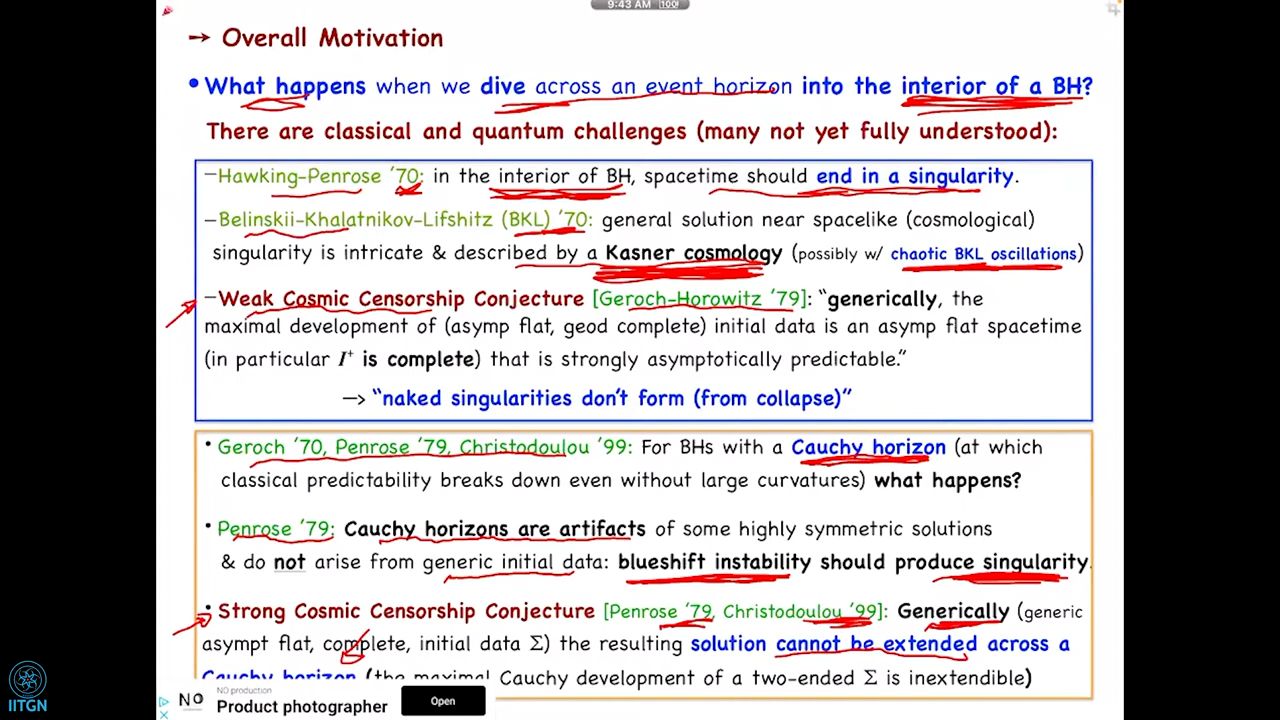 9:43 AM 100%
→ Overall Motivation
• What happens when we dive across an event horizon into the interior of a BH?
There are classical and quantum challenges (many not yet fully understood):
–Hawking-Penrose '70: in the interior of BH, spacetime should end in a singularity.
–Belinskii-Khalatnikov-Lifshitz (BKL) '70: general solution near spacelike (cosmological)
singularity is intricate & described by a Kasner cosmology (possibly w/ chaotic BKL oscillations)
–Weak Cosmic Censorship Conjecture [Geroch-Horowitz '79]: "generically, the
maximal development of (asymp flat, geod complete) initial data is an asymp flat spacetime
(in particular I⁺ is complete) that is strongly asymptotically predictable."
→ "naked singularities don't form (from collapse)"
• Geroch '70, Penrose '79, Christodoulou '99: For BHs with a Cauchy horizon (at which
classical predictability breaks down even without large curvatures) what happens?
• Penrose '79: Cauchy horizons are artifacts of some highly symmetric solutions
& do not arise from generic initial data: blueshift instability should produce singularity.
• Strong Cosmic Censorship Conjecture [Penrose '79, Christodoulou '99]: Generically (generic
asympt flat, complete, initial data Σ) the resulting solution cannot be extended across a
Cauchy horizon (the maximal Cauchy development of a two-ended Σ is inextendible)
NO
NO production
Product photographer
Open
IITGN